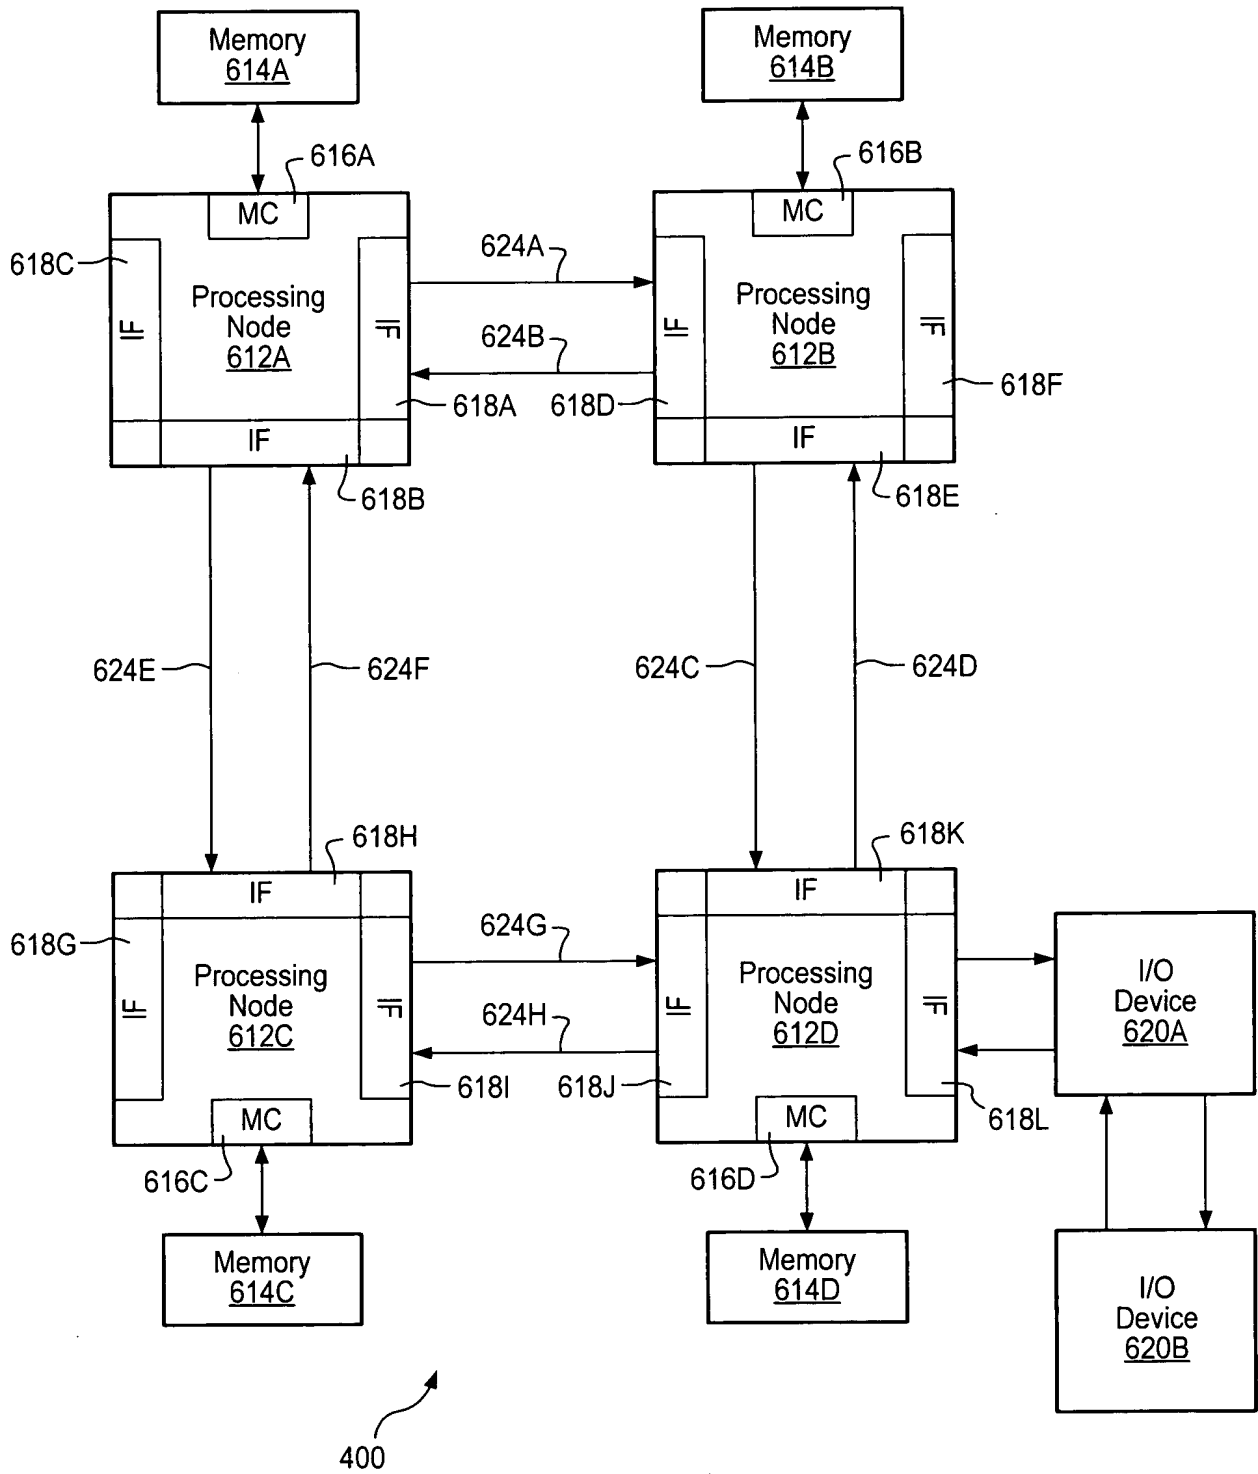 Memory
614A
Memory
614B
616A
616B
MC
MC
618C
624A
Processing
Node
612A
Processing
Node
612B
IF
IF
IF
IF
624B
618F
618A
618D
IF
IF
618B
618E
624E
624F
624C
624D
618H
618K
IF
IF
618G
624G
Processing
Node
612C
Processing
Node
612D
I/O
Device
620A
IF
IF
IF
IF
624H
618I
618J
618L
MC
MC
616C
616D
Memory
614C
Memory
614D
I/O
Device
620B
400